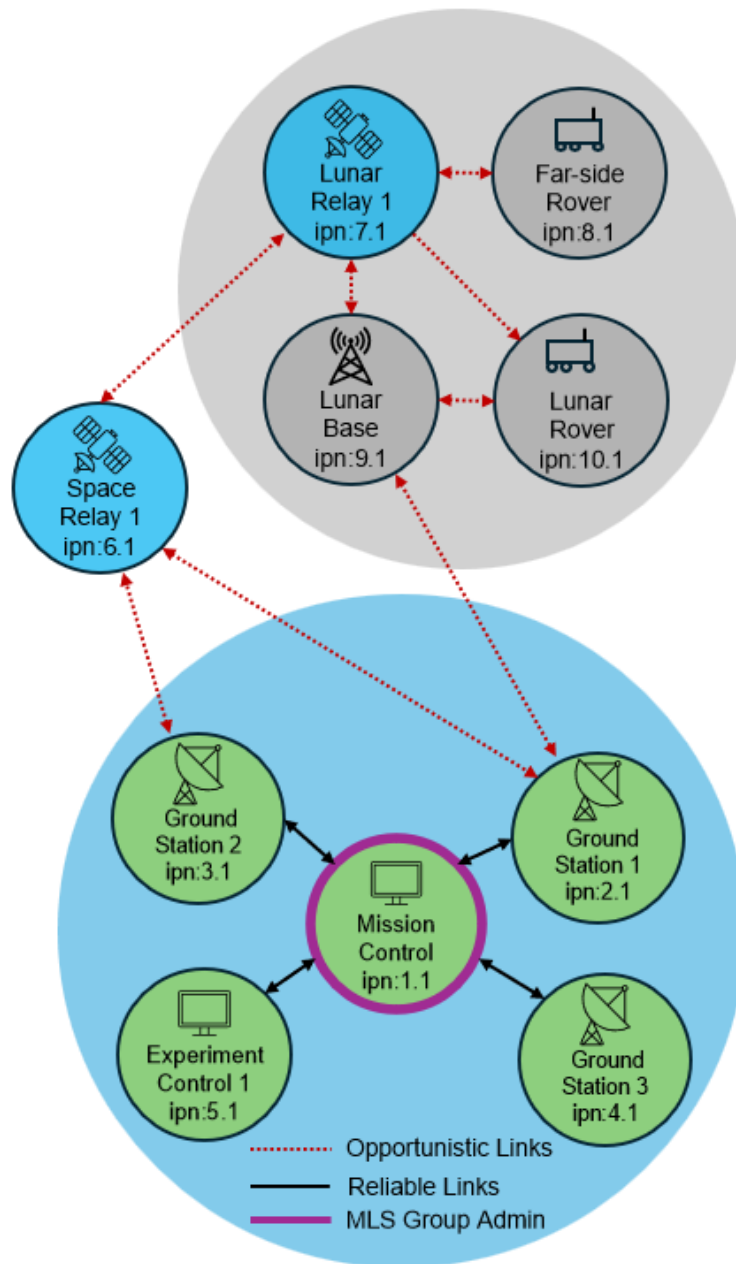 Lunar
Relay 1
ipn:7.1
Far-side
Rover
ipn:8.1
Lunar
Base
ipn:9.1
Lunar
Rover
ipn:10.1
Space
Relay 1
ipn:6.1
Ground
Station 2
ipn:3.1
Ground
Station 1
ipn:2.1
Mission
Control
ipn:1.1
Experiment
Control 1
ipn:5.1
Ground
Station 3
ipn:4.1
Opportunistic Links
Reliable Links
MLS Group Admin